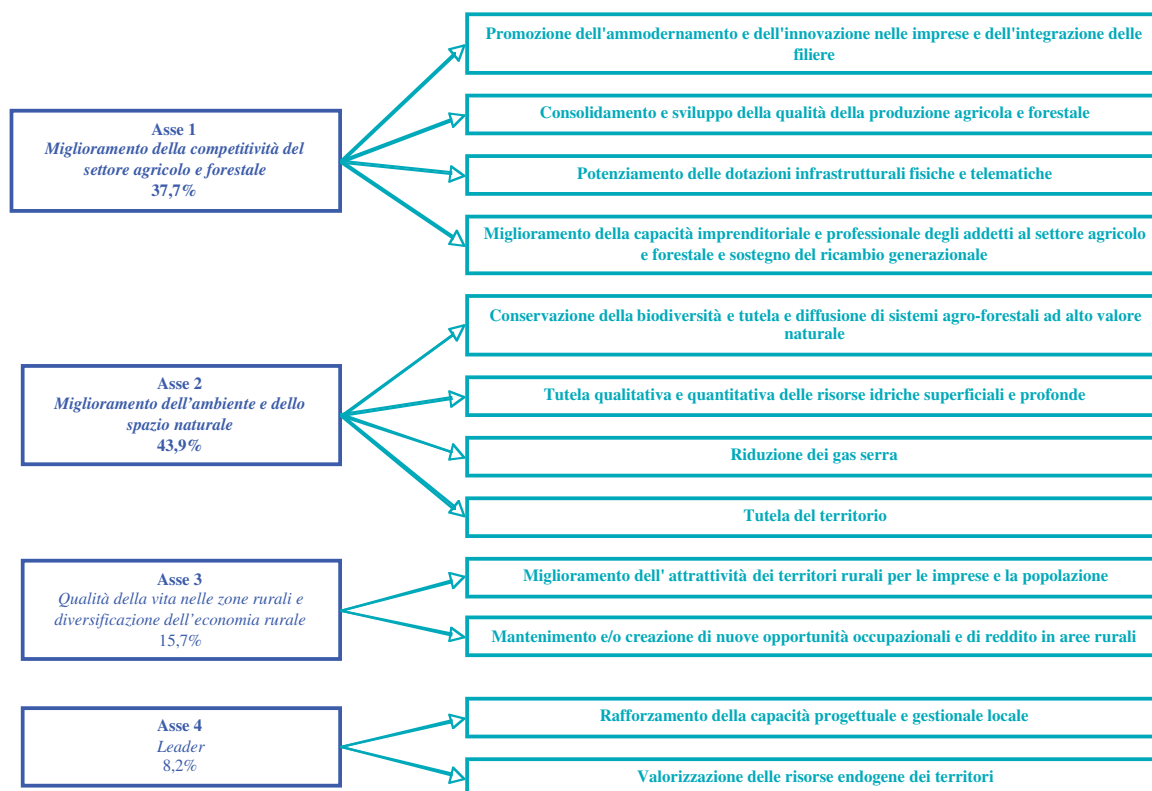 Asse 1
Miglioramento della competitività del
settore agricolo e forestale
37,7%
Promozione dell'ammodernamento e dell'innovazione nelle imprese e dell'integrazione delle
filiere
Consolidamento e sviluppo della qualità della produzione agricola e forestale
Potenziamento delle dotazioni infrastrutturali fisiche e telematiche
Miglioramento della capacità imprenditoriale e professionale degli addetti al settore agricolo
e forestale e sostegno del ricambio generazionale
Asse 2
Miglioramento dell’ambiente e dello
spazio naturale
43,9%
Conservazione della biodiversità e tutela e diffusione di sistemi agro-forestali ad alto valore
naturale
Tutela qualitativa e quantitativa delle risorse idriche superficiali e profonde
Riduzione dei gas serra
Tutela del territorio
Asse 3
Qualità della vita nelle zone rurali e
diversificazione dell’economia rurale
15,7%
Miglioramento dell' attrattività dei territori rurali per le imprese e la popolazione
Mantenimento e/o creazione di nuove opportunità occupazionali e di reddito in aree rurali
Asse 4
Leader
8,2%
Rafforzamento della capacità progettuale e gestionale locale
Valorizzazione delle risorse endogene dei territori